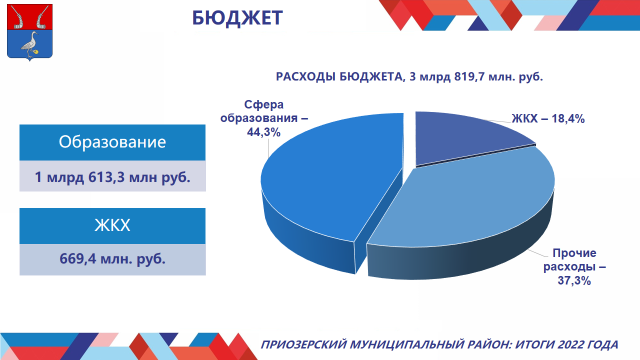 БЮДЖЕТ
РАСХОДЫ БЮДЖЕТА, 3 млрд 819,7 млн. руб.
Сфера
образования –
44,3%
ЖКХ – 18,4%
Образование
1 млрд 613,3 млн руб.
ЖКХ
669,4 млн. руб.
Прочие
расходы –
37,3%
ПРИОЗЕРСКИЙ МУНИЦИПАЛЬНЫЙ РАЙОН: ИТОГИ 2022 ГОДА